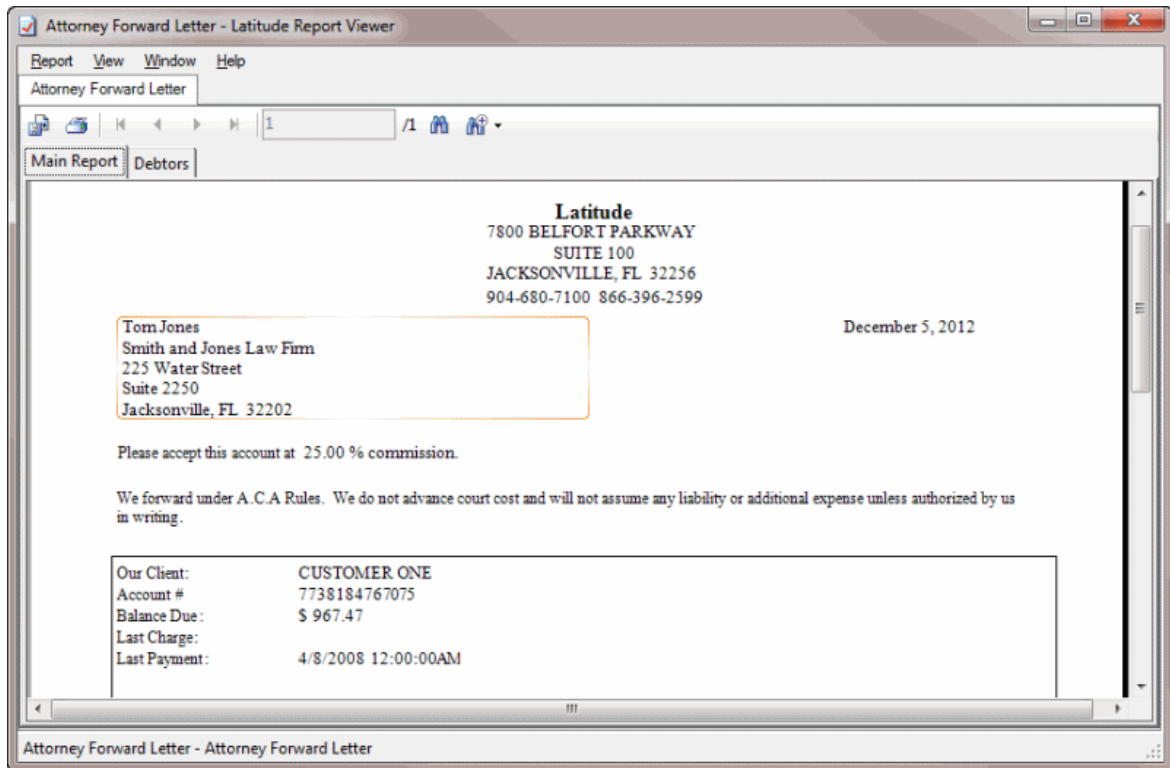 Attorney Forward Letter - Latitude Report Viewer
Report View Window Help
Attorney Forward Letter
1 /1
Main Report Debtors
Latitude
7800 BELFORT PARKWAY
SUITE 100
JACKSONVILLE, FL 32256
904-680-7100 866-396-2599
Tom Jones December 5, 2012
Smith and Jones Law Firm
225 Water Street
Suite 2250
Jacksonville, FL 32202
Please accept this account at 25.00 % commission.
We forward under A.C.A Rules. We do not advance court cost and will not assume any liability or additional expense unless authorized by us
in writing.
Our Client: CUSTOMER ONE
Account # 7738184767075
Balance Due: $ 967.47
Last Charge:
Last Payment: 4/8/2008 12:00:00AM
Attorney Forward Letter - Attorney Forward Letter